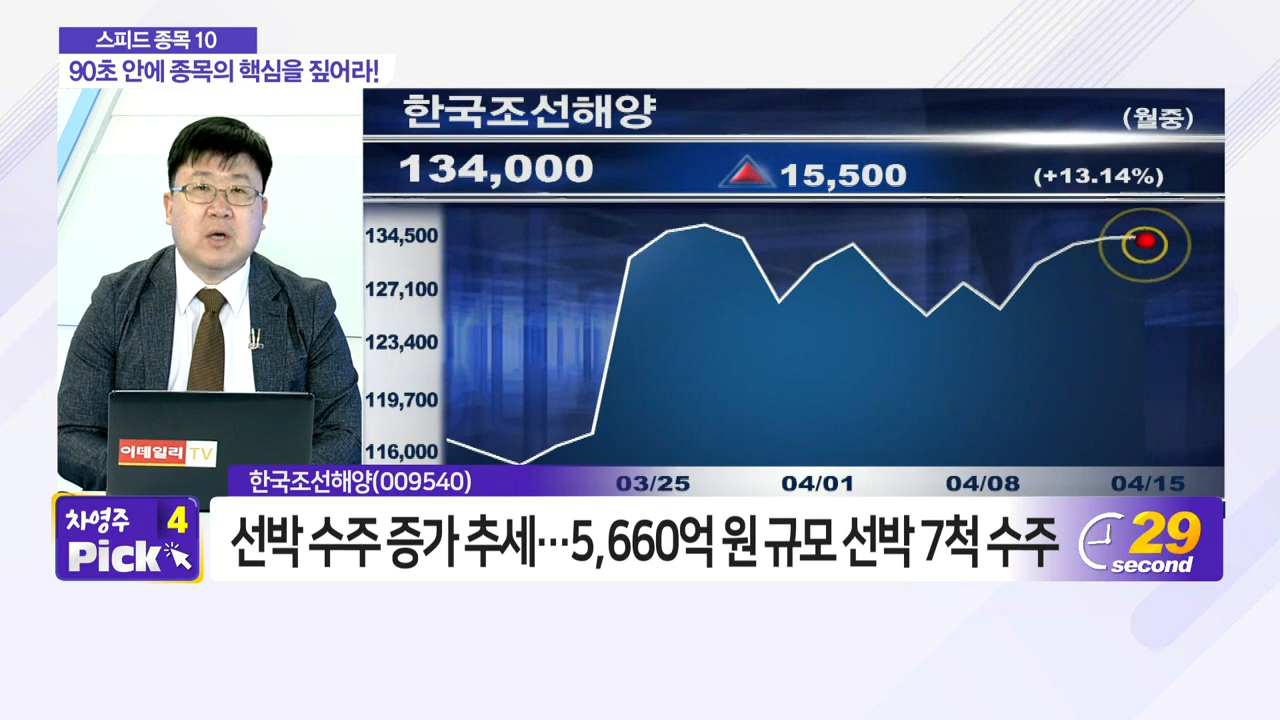 스피드 종목 10
90초 안에 종목의 핵심을 짚어라!
한국조선해양 (월중)
134,000 15,500 (+13.14%)
134,500
127,100
123,400
119,700
116,000
03/25 04/01 04/08 04/15
이데일리 TV
한국조선해양(009540)
차영주 4
Pick
선박 수주 증가 추세…5,660억 원 규모 선박 7척 수주
29
second